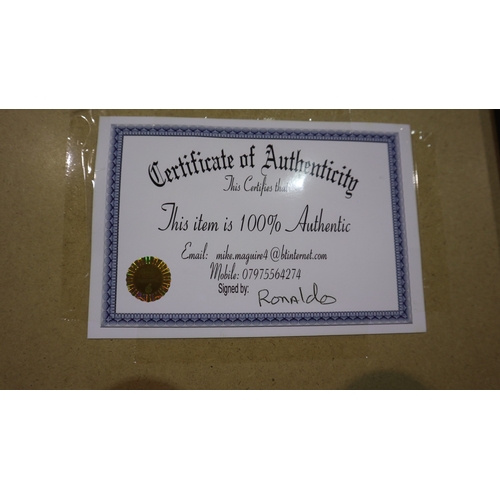 Certificate of Authenticity
This Certifies that
This item is 100% Authentic
Email: mike.maguire4@btinternet.com
Mobile: 07975564274
Signed by: Ronaldo